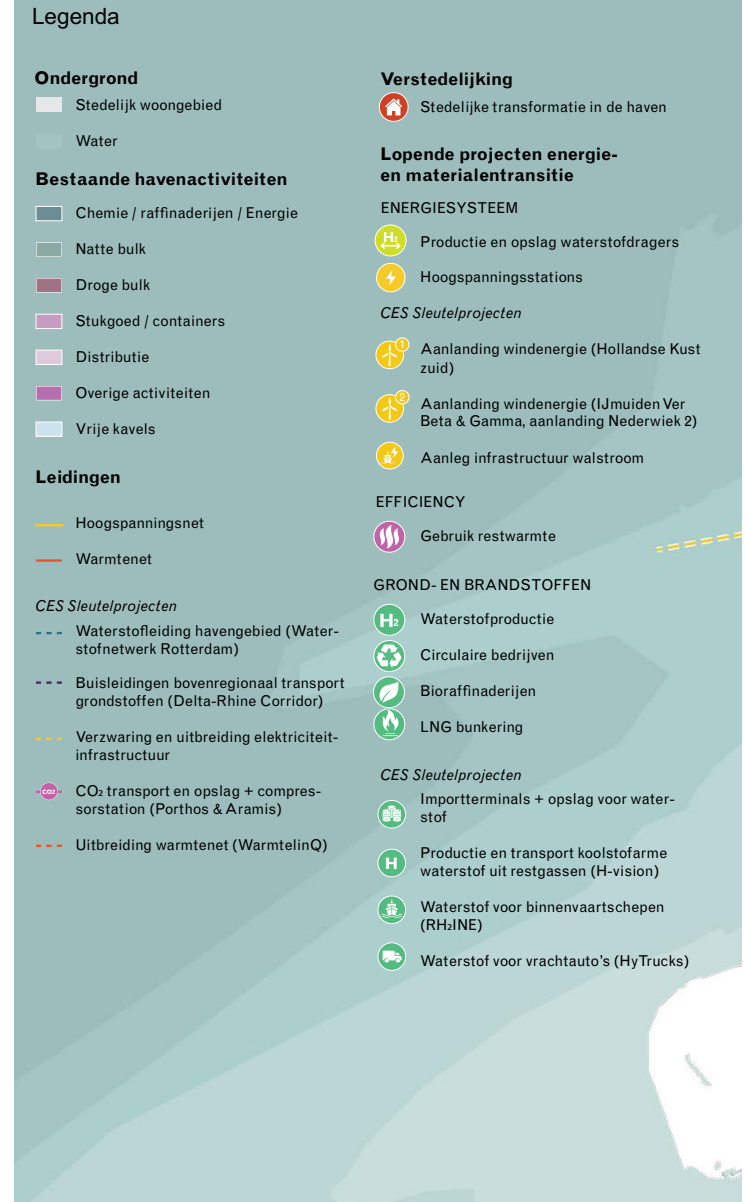 Legenda
Ondergrond
Stedelijk woongebied
Water
Bestaande havenactiviteiten
Chemie / raffinaderijen / Energie
Natte bulk
Droge bulk
Stukgoed / containers
Distributie
Overige activiteiten
Vrije kavels
Leidingen
Hoogspanningsnet
Warmtenet
CES Sleutelprojecten
Waterstofleiding havengebied (Water-
stofnetwerk Rotterdam)
Buisleidingen bovenregionaal transport
grondstoffen (Delta-Rhine Corridor)
Verzwaring en uitbreiding elektriciteit-
infrastructuur
CO2 CO₂ transport en opslag + compres-
sorstation (Porthos & Aramis)
Uitbreiding warmtenet (WarmtelinQ)
Verstedelijking
Stedelijke transformatie in de haven
Lopende projecten energie-
en materialentransitie
ENERGIESYSTEEM
H₂ Productie en opslag waterstofdragers
Hoogspanningsstations
CES Sleutelprojecten
1 Aanlanding windenergie (Hollandse Kust
zuid)
2 Aanlanding windenergie (IJmuiden Ver
Beta & Gamma, aanlanding Nederwiek 2)
Aanleg infrastructuur walstroom
EFFICIENCY
Gebruik restwarmte
GROND- EN BRANDSTOFFEN
H₂ Waterstofproductie
Circulaire bedrijven
Bioraffinaderijen
LNG bunkering
CES Sleutelprojecten
Importterminals + opslag voor water-
stof
H Productie en transport koolstofarme
waterstof uit restgassen (H-vision)
Waterstof voor binnenvaartschepen
(RH₂INE)
Waterstof voor vrachtauto's (HyTrucks)